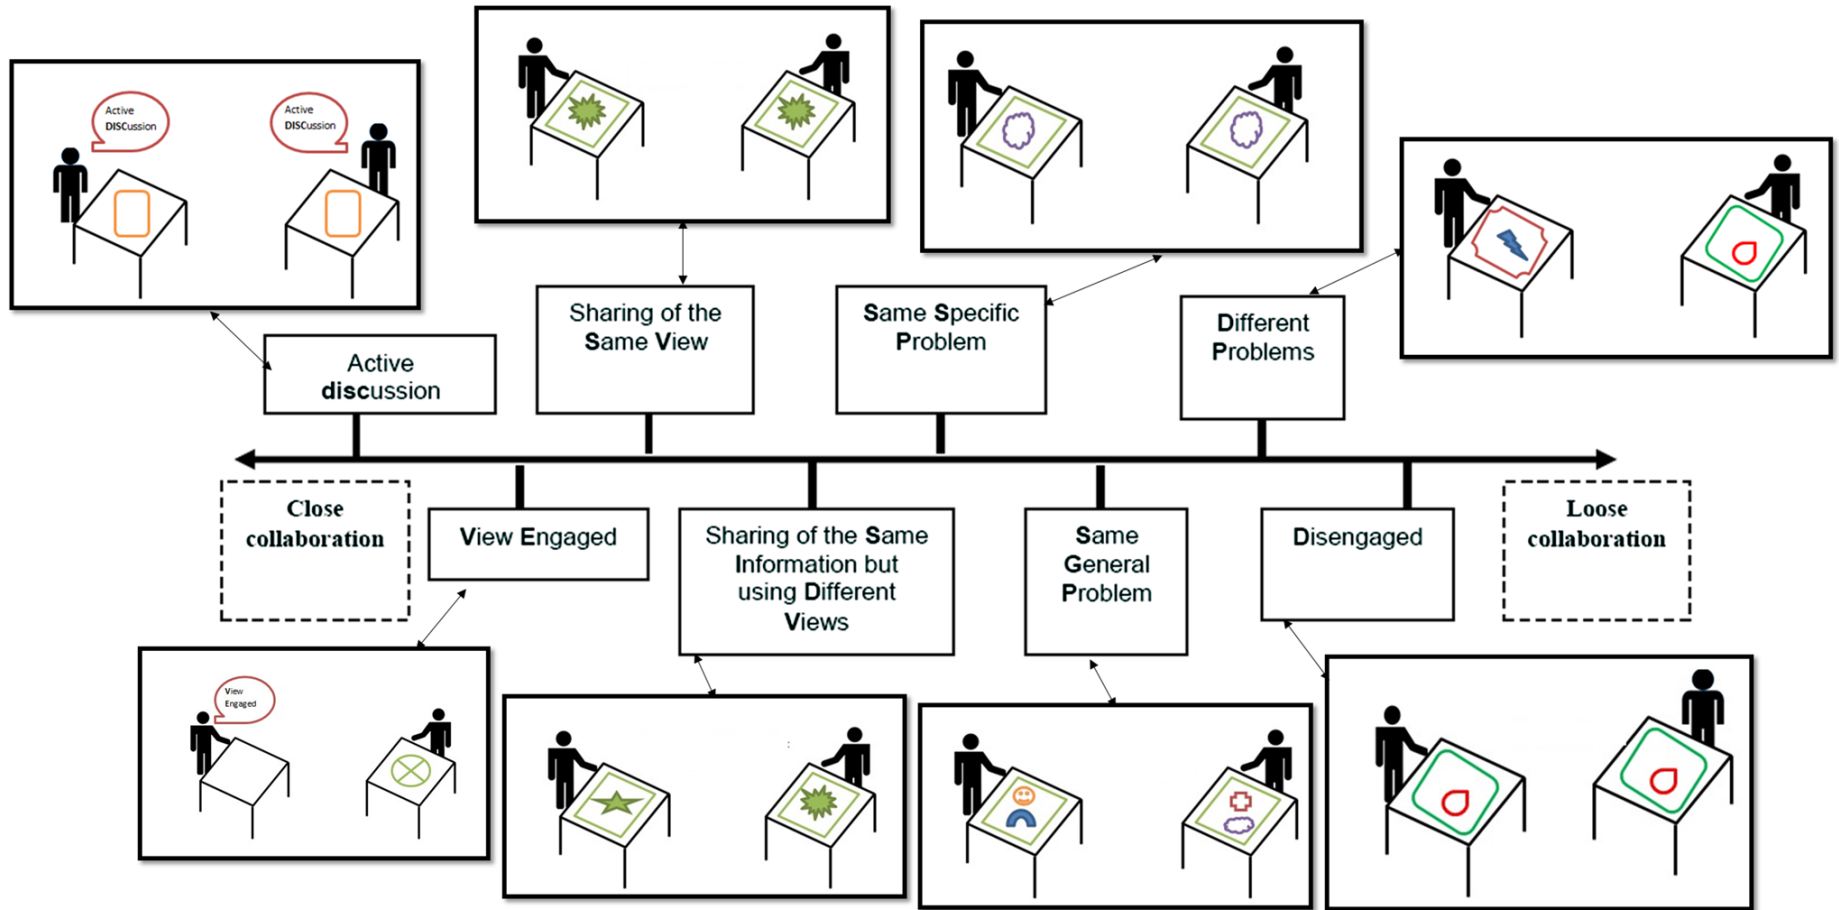 Active
DISCussion
Active
DISCussion
Active
discussion
Sharing of the
Same View
Same Specific
Problem
Different
Problems
Close
collaboration
View Engaged
Sharing of the Same
Information but
using Different
Views
Same
General
Problem
Disengaged
Loose
collaboration
View
Engaged